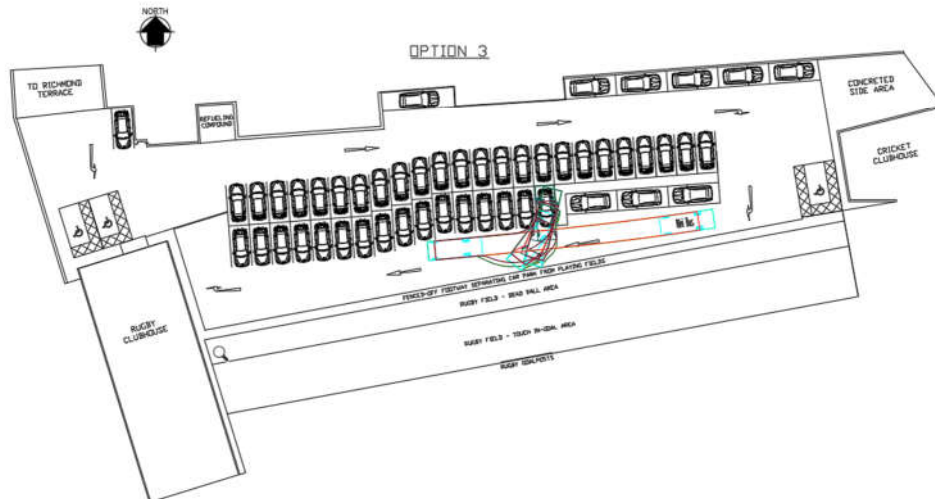 NORTH
OPTION 3
TO RICHMOND
TERRACE
REFUELING
COMPOUND
CONCRETED
SIDE AREA
CRICKET
CLUBHOUSE
FENCED-OFF FOOTWAY SEPARATING CAR PARK FROM PLAYING FIELDS
RUGBY FIELD - DEAD BALL AREA
RUGBY
CLUBHOUSE
RUGBY FIELD - TOUCH IN-GOAL AREA
RUGBY GOALPOSTS